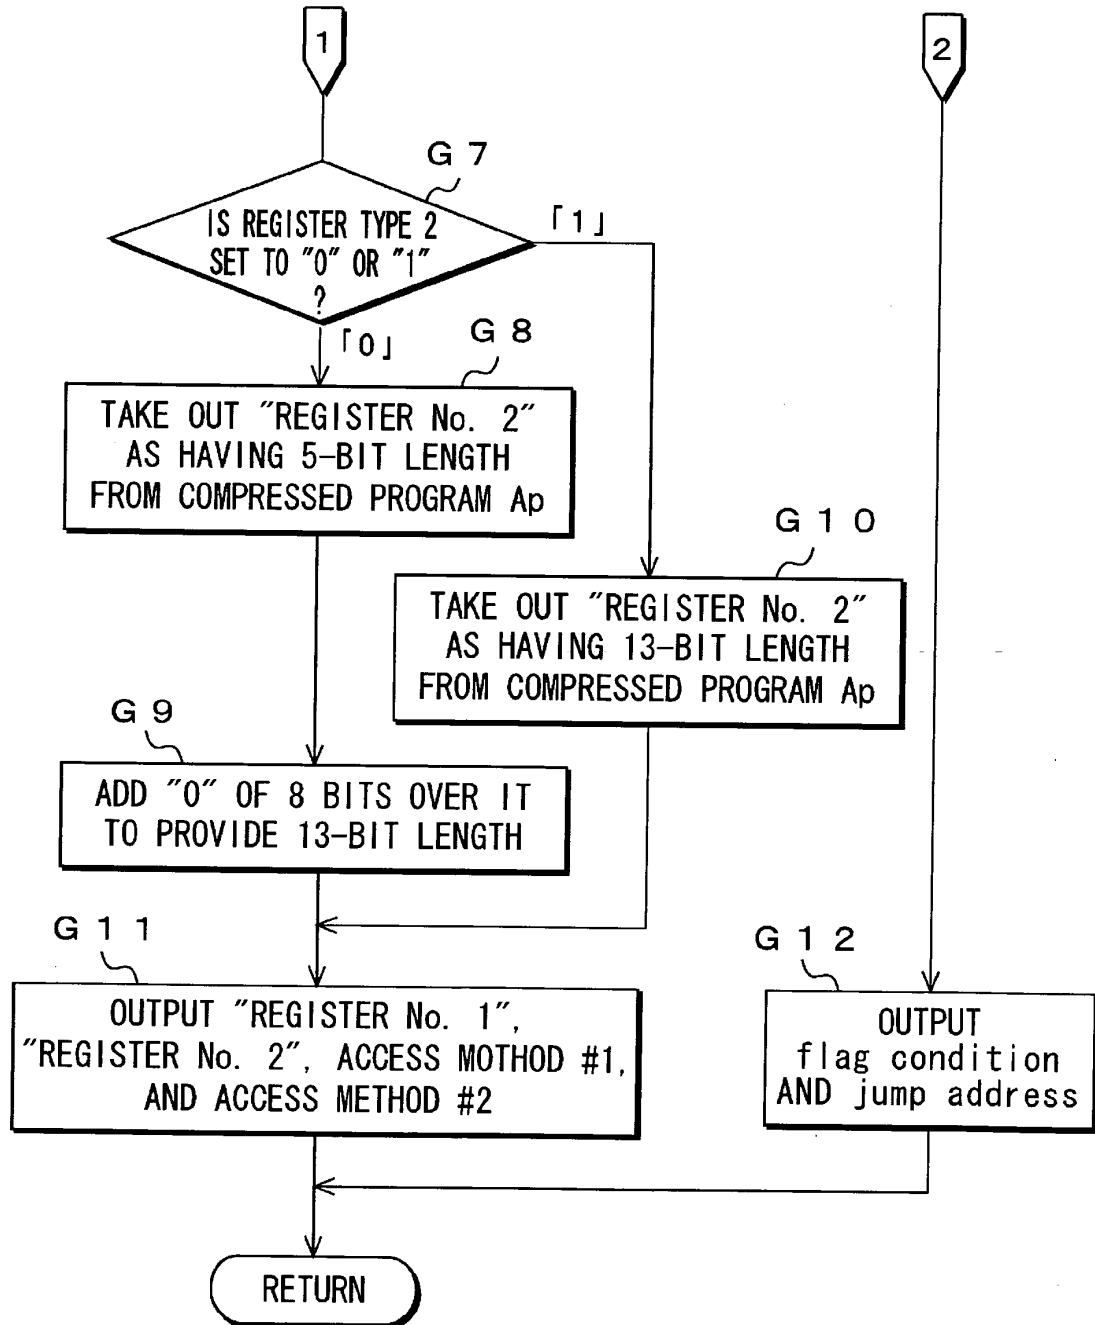 1
2
G 7
IS REGISTER TYPE 2
SET TO "0" OR "1"
?
「1」
「0」
G 8
TAKE OUT "REGISTER No. 2"
AS HAVING 5-BIT LENGTH
FROM COMPRESSED PROGRAM Ap
G 1 0
TAKE OUT "REGISTER No. 2"
AS HAVING 13-BIT LENGTH
FROM COMPRESSED PROGRAM Ap
G 9
ADD "0" OF 8 BITS OVER IT
TO PROVIDE 13-BIT LENGTH
G 1 1
OUTPUT "REGISTER No. 1",
"REGISTER No. 2", ACCESS MOTHOD #1,
AND ACCESS METHOD #2
G 1 2
OUTPUT
flag condition
AND jump address
RETURN